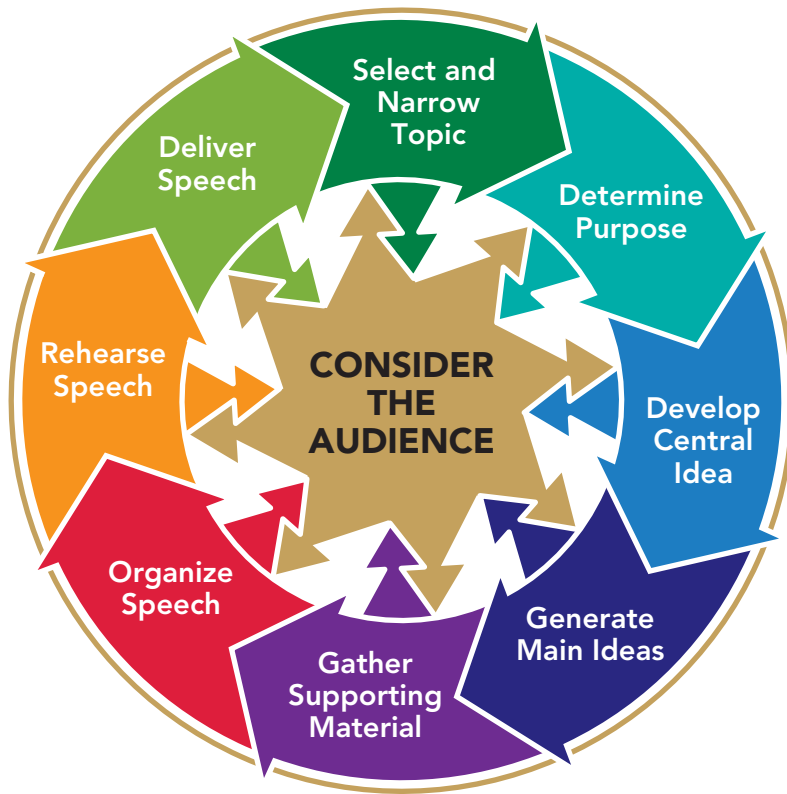 Select and
Narrow
Topic
Determine
Purpose
Develop
Central
Idea
Generate
Main Ideas
Gather
Supporting
Material
Organize
Speech
Rehearse
Speech
Deliver
Speech
CONSIDER
THE
AUDIENCE